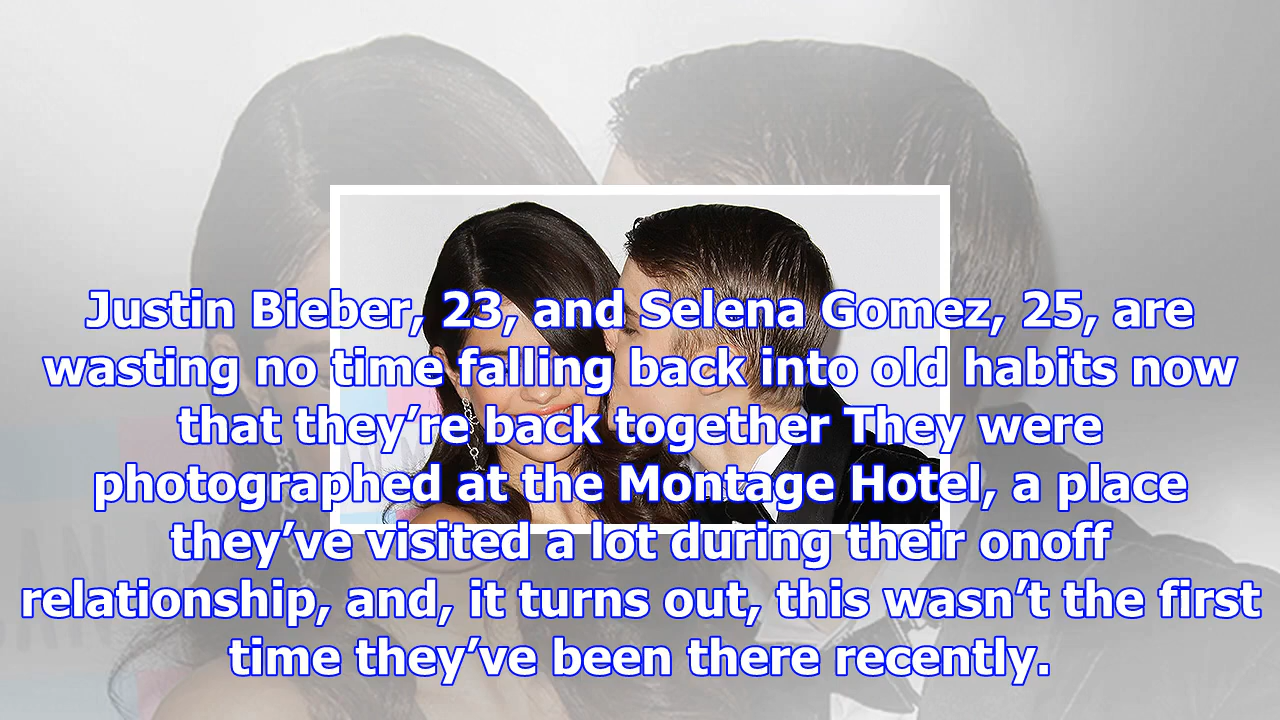 Justin Bieber, 23, and Selena Gomez, 25, are
wasting no time falling back into old habits now
that they’re back together They were
photographed at the Montage Hotel, a place
they’ve visited a lot during their onoff
relationship, and, it turns out, this wasn’t the first
time they’ve been there recently.